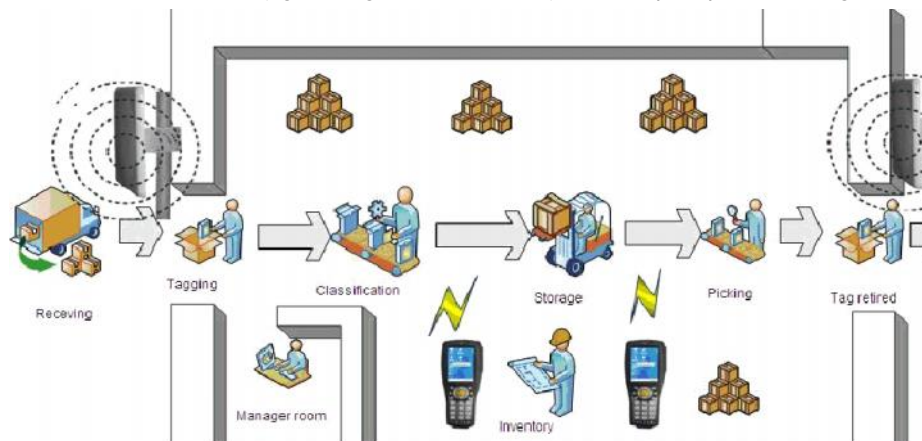 Receving
Tagging
Classification
Storage
Picking
Tag retired
Manager room
Inventory